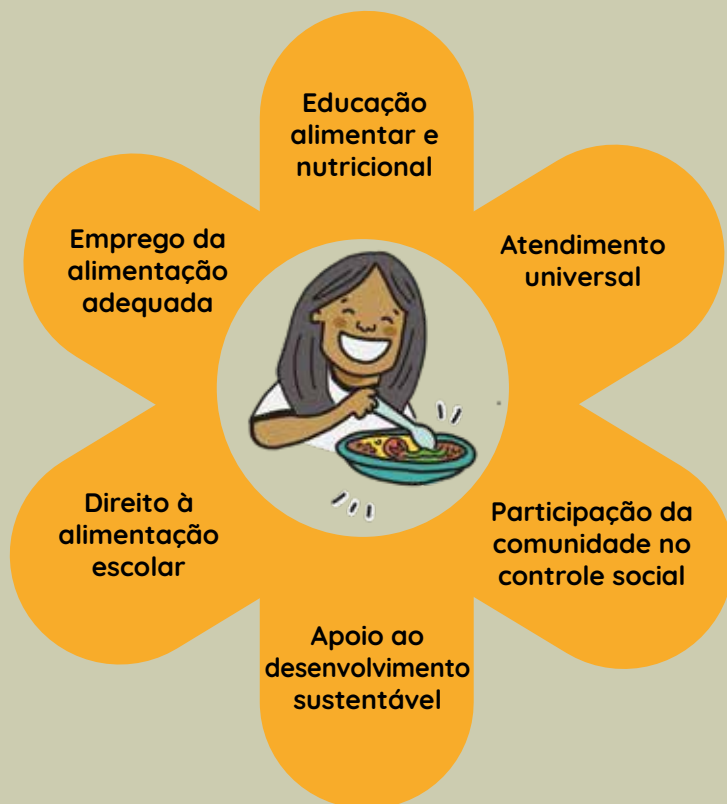 Educação
alimentar e
nutricional
Atendimento
universal
Participação da
comunidade no
controle social
Apoio ao
desenvolvimento
sustentável
Direito à
alimentação
escolar
Emprego da
alimentação
adequada